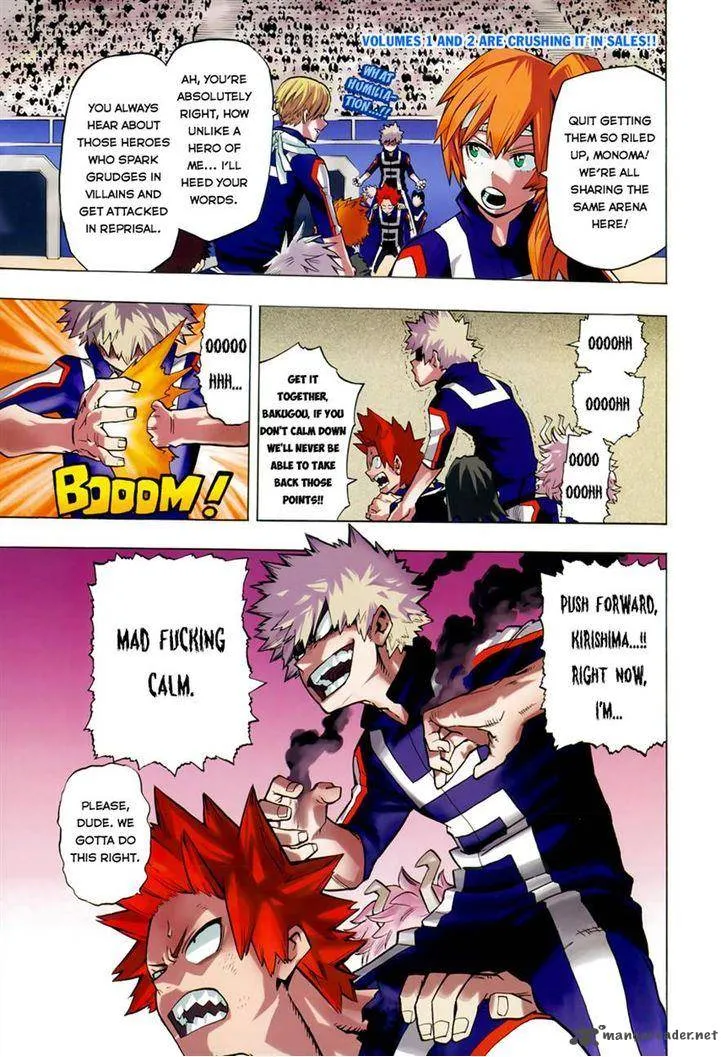 VOLUMES 1 AND 2 ARE CRUSHING IT IN SALES!!
QUIT GETTING
THEM SO RILED
UP, MONOMA!
WE'RE ALL
SHARING THE
SAME ARENA
HERE!
WHAT
HUMILIA-
TION...!?
AH, YOU'RE
ABSOLUTELY
RIGHT, HOW
UNLIKE A
HERO OF
ME... I'LL
HEED YOUR
WORDS.
YOU ALWAYS
HEAR ABOUT
THOSE HEROES
WHO SPARK
GRUDGES IN
VILLAINS AND
GET ATTACKED
IN REPRISAL.
OOOOHH
OOOOHH
OOOO
OOOHH
GET IT
TOGETHER,
BAKUGOU, IF YOU
DON'T CALM DOWN
WE'LL NEVER BE
ABLE TO TAKE
BACK THOSE
POINTS!!
OOOOO
HHH...
BOOOM!
PUSH FORWARD,
KIRISHIMA...!!
RIGHT NOW,
I'M...
MAD FUCKING
CALM.
PLEASE,
DUDE. WE
GOTTA DO
THIS RIGHT.
mangareader.net